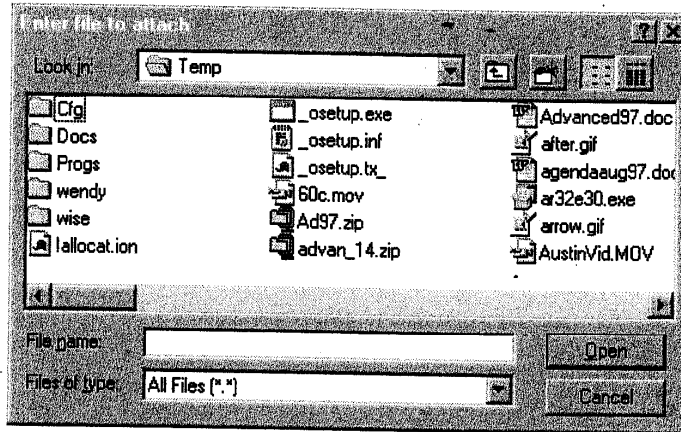 Enter file to attach
Look in: Temp
Cfg
Docs
Progs
wendy
wise
!allocat.ion
_osetup.exe
_osetup.inf
_osetup.tx_
60c.mov
Ad97.zip
advan_14.zip
Advanced97.doc
after.gif
agendaaug97.doc
ar32e30.exe
arrow.gif
AustinVid.MOV
File name:
Open
Files of type: All Files (*.*)
Cancel